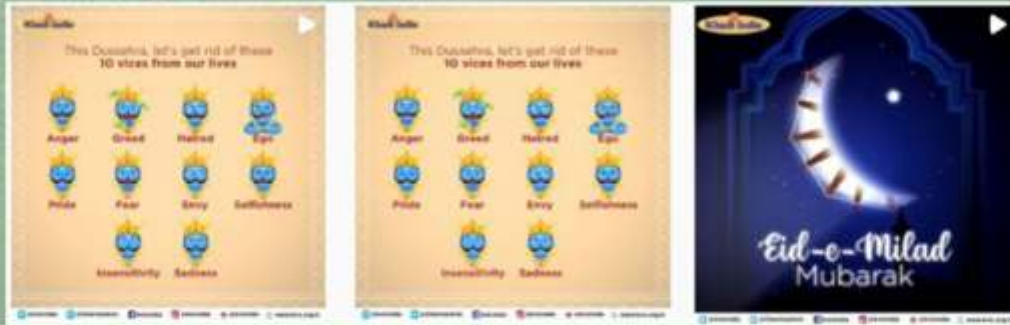 Khadi India
This Dussehra, let's get rid of these
10 vices from our lives
Anger Greed Hatred Ego
Pride Fear Envy Selfishness
Insensitivity Sadness
Khadi India
This Dussehra, let's get rid of these
10 vices from our lives
Anger Greed Hatred Ego
Pride Fear Envy Selfishness
Insensitivity Sadness
Khadi India
Eid-e-Milad
Mubarak